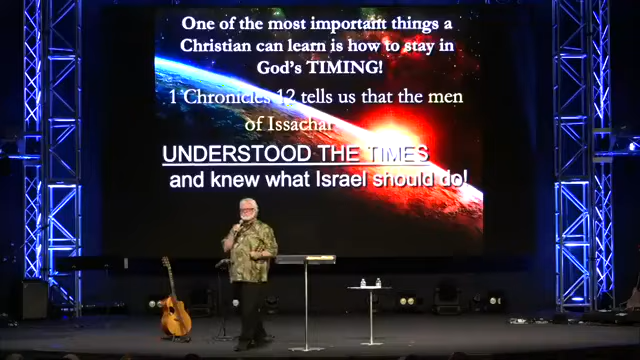 One of the most important things a
Christian can learn is how to stay in
God's TIMING!
1 Chronicles 12 tells us that the men
of Issachar
UNDERSTOOD THE TIMES
and knew what Israel should do!